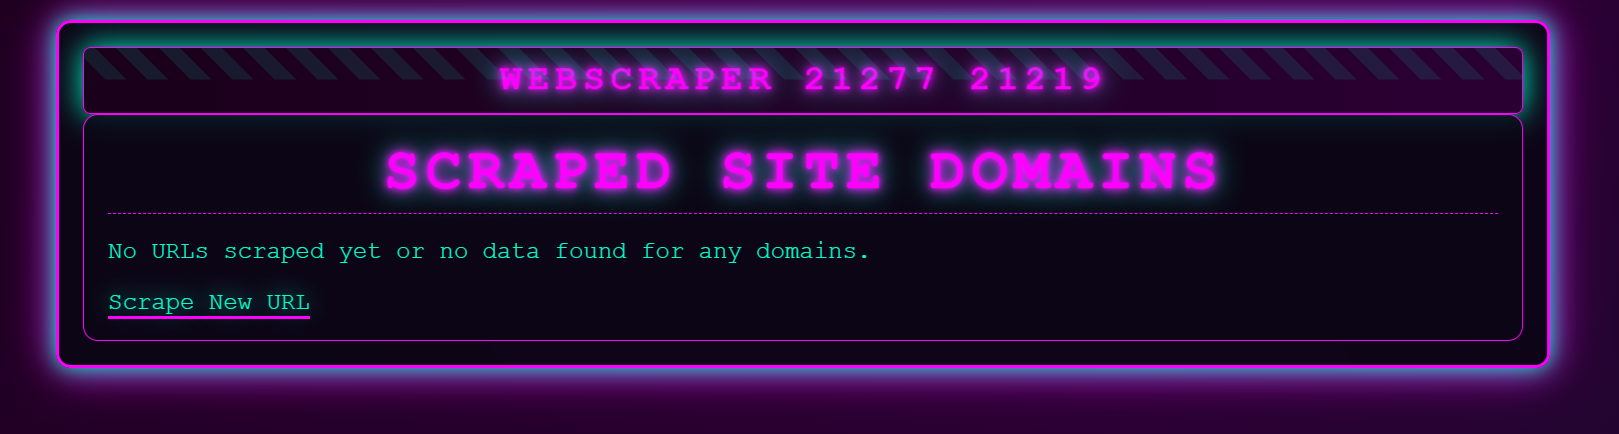 WEBSCRAPER 21277 21219
SCRAPED SITE DOMAINS
No URLs scraped yet or no data found for any domains.
Scrape New URL